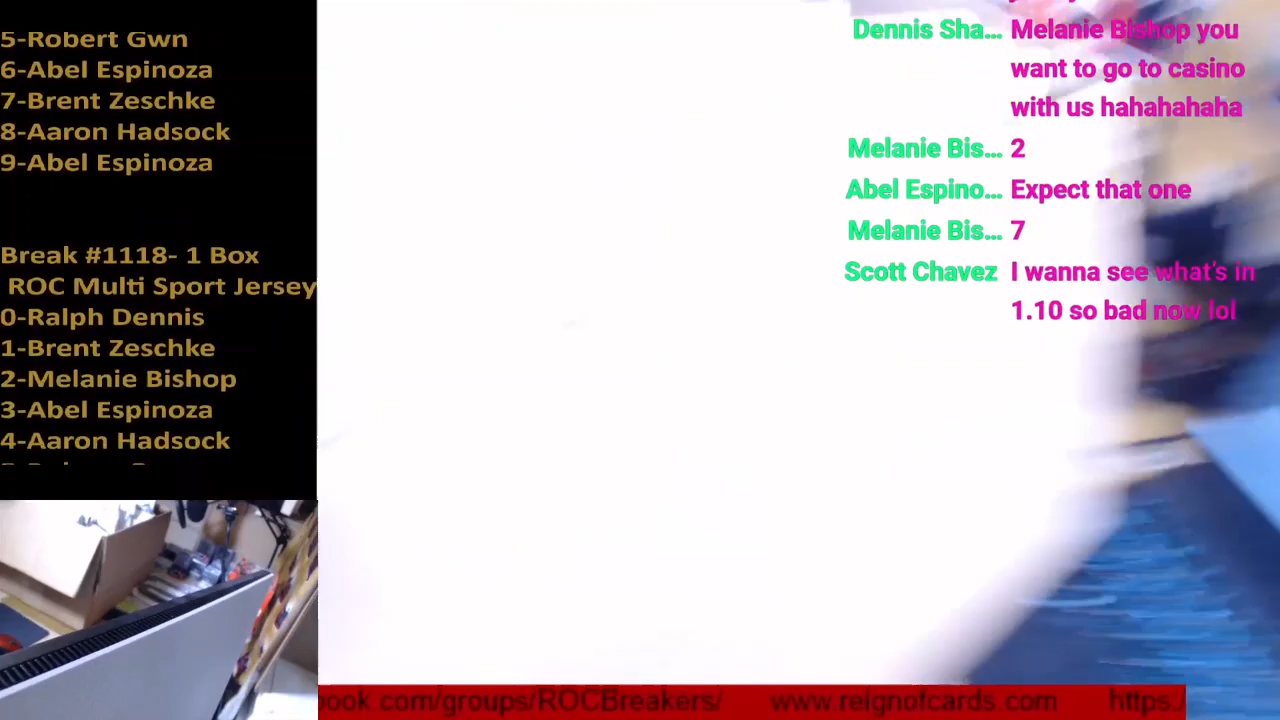 5-Robert Gwn
6-Abel Espinoza
7-Brent Zeschke
8-Aaron Hadsock
9-Abel Espinoza
Break #1118- 1 Box
ROC Multi Sport Jersey
0-Ralph Dennis
1-Brent Zeschke
2-Melanie Bishop
3-Abel Espinoza
4-Aaron Hadsock
Dennis Sha... Melanie Bishop you
want to go to casino
with us hahahahaha
Melanie Bis... 2
Abel Espino... Expect that one
Melanie Bis... 7
Scott Chavez I wanna see what's in
1.10 so bad now lol
ook.com/groups/ROCBreakers/ www.reignofcards.com https:/